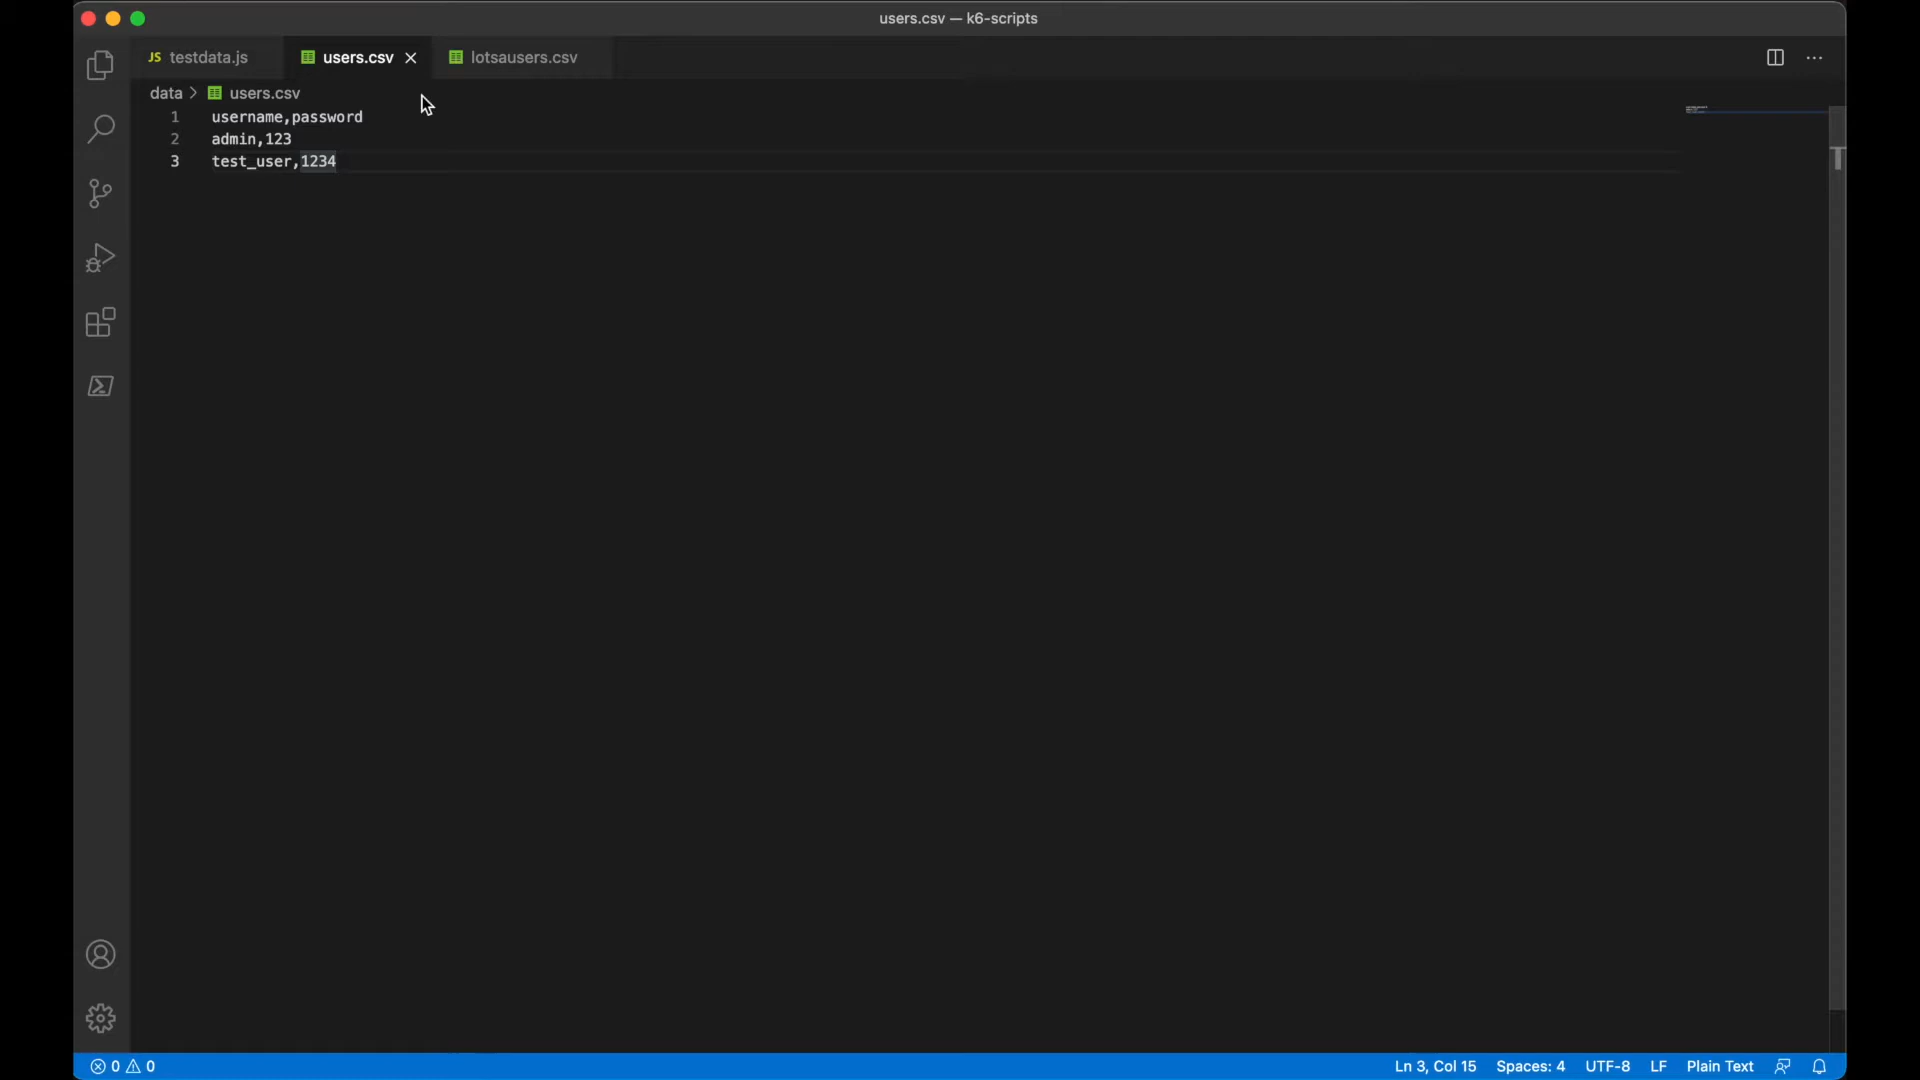 users.csv — k6-scripts
JS testdata.js users.csv lotsausers.csv
data > users.csv
1 username,password
2 admin,123
3 test_user,1234
0 0 Ln 3, Col 15 Spaces: 4 UTF-8 LF Plain Text